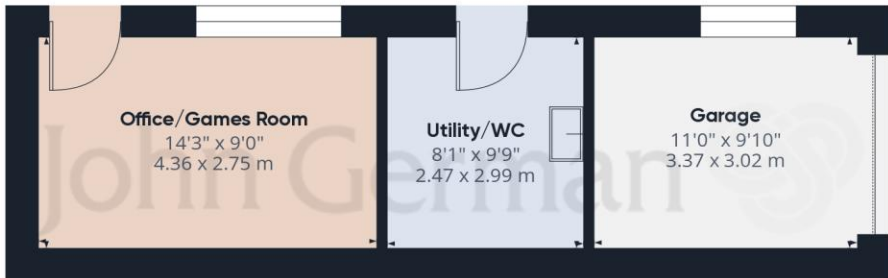 Office/Games Room
14'3" x 9'0"
4.36 x 2.75 m
Utility/WC
8'1" x 9'9"
2.47 x 2.99 m
Garage
11'0" x 9'10"
3.37 x 3.02 m
John German